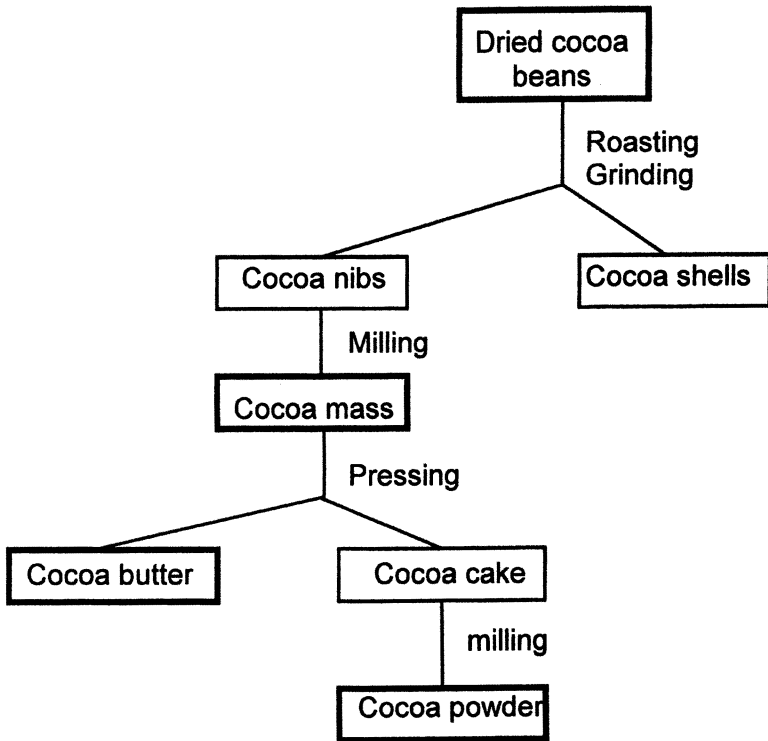 Dried cocoa
beans
Roasting
Grinding
Cocoa nibs
Cocoa shells
Milling
Cocoa mass
Pressing
Cocoa butter
Cocoa cake
milling
Cocoa powder